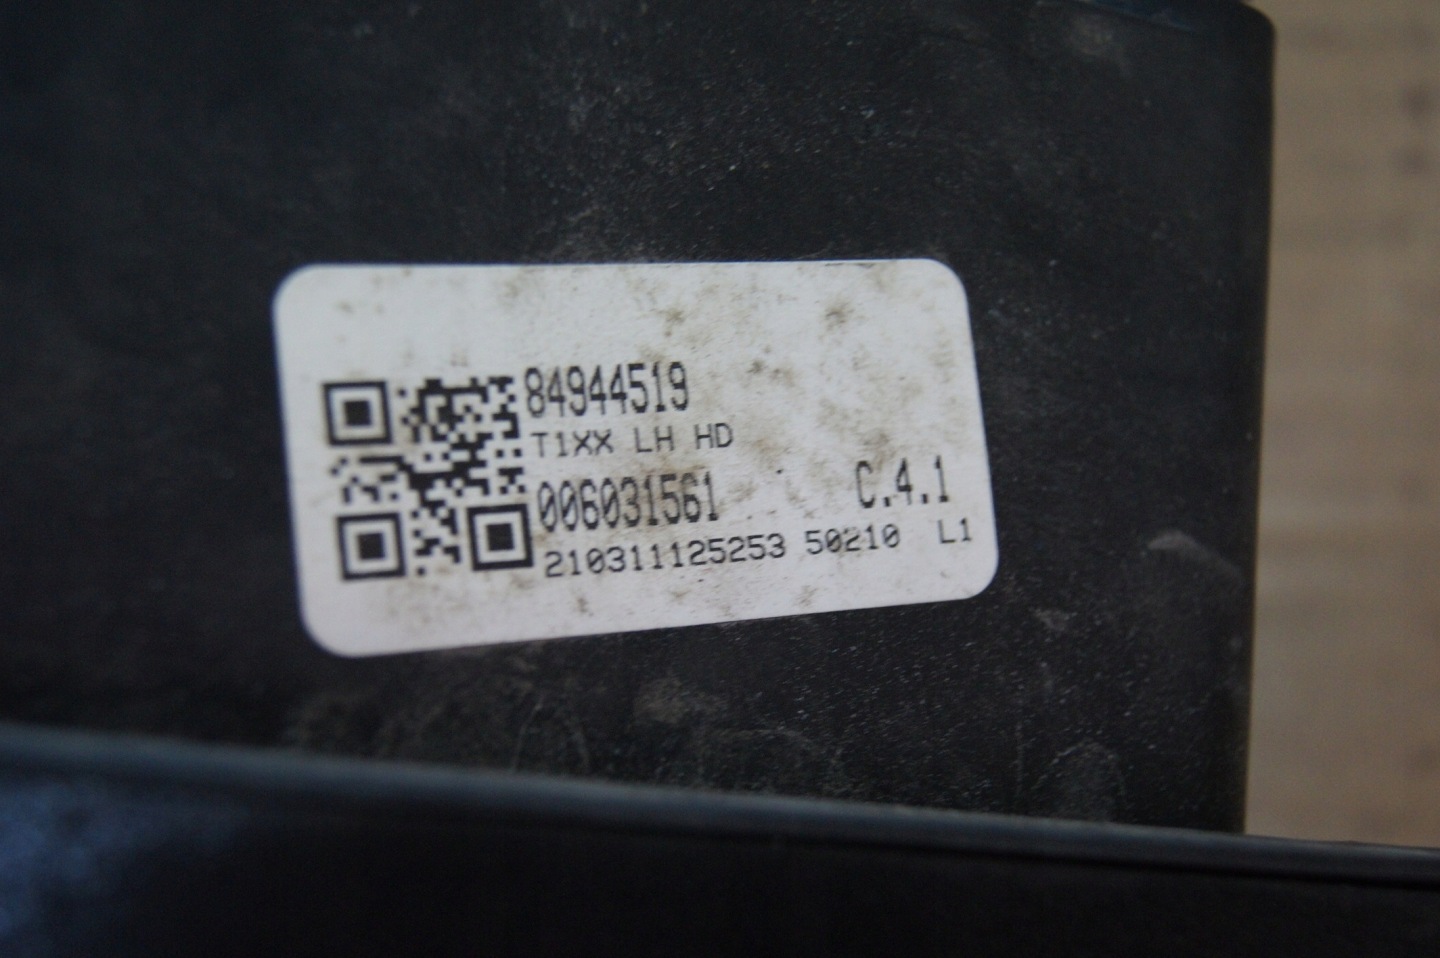 84944519
T1XX LH HD
006031561 C.4.1
210311125253 50210 L1